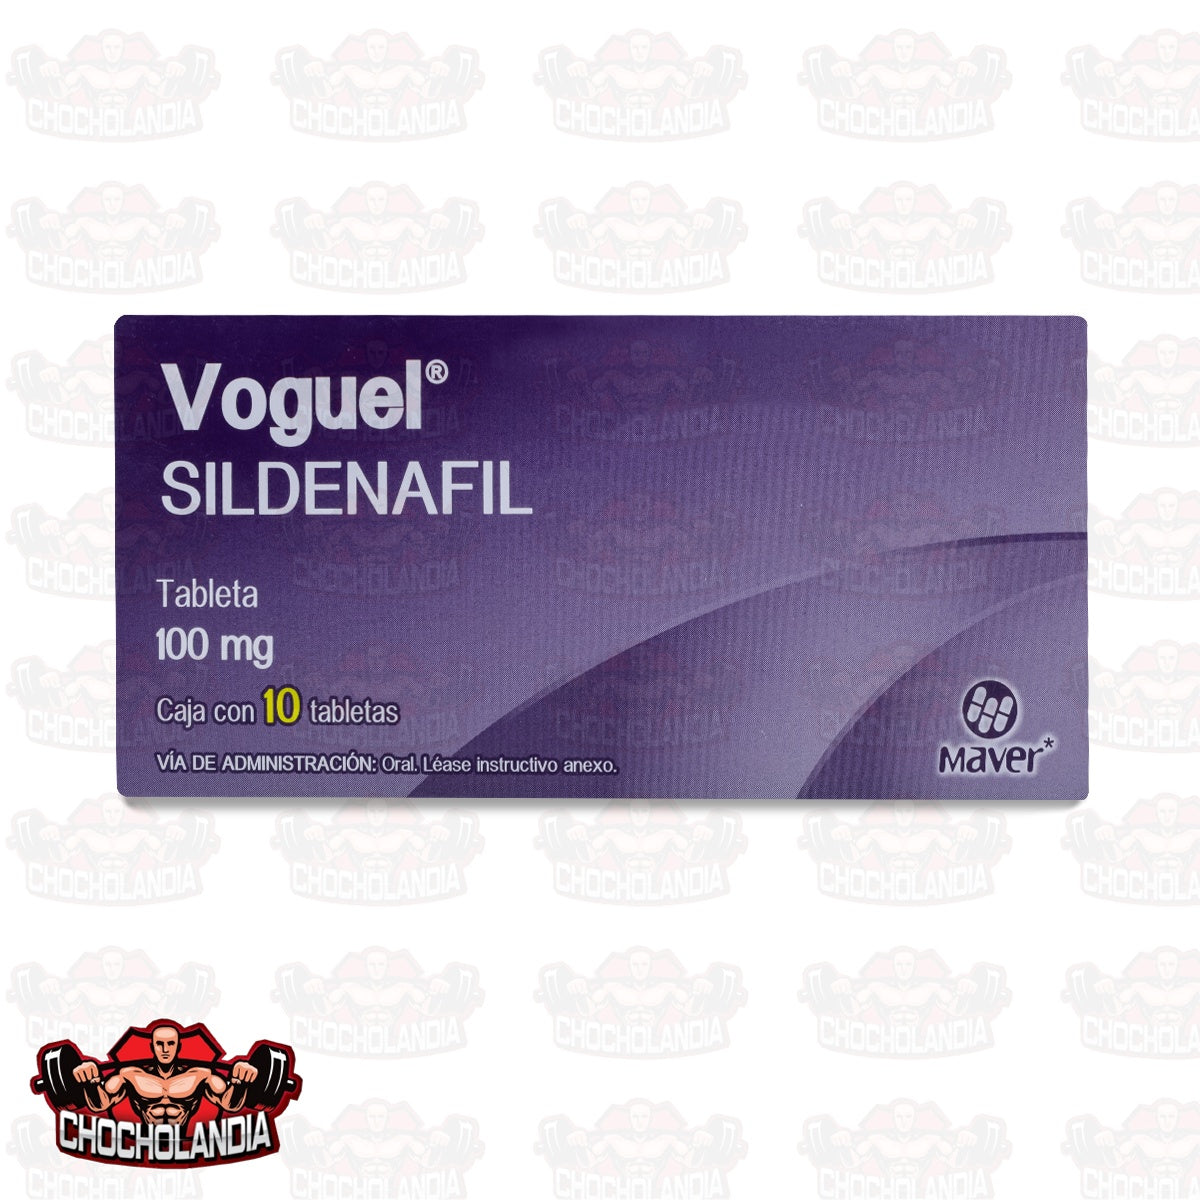 Voguel®
SILDENAFIL
Tableta
100 mg
Caja con 10 tabletas
VÍA DE ADMINISTRACIÓN: Oral. Léase instructivo anexo.
Maver*
CHOCHOLANDIA